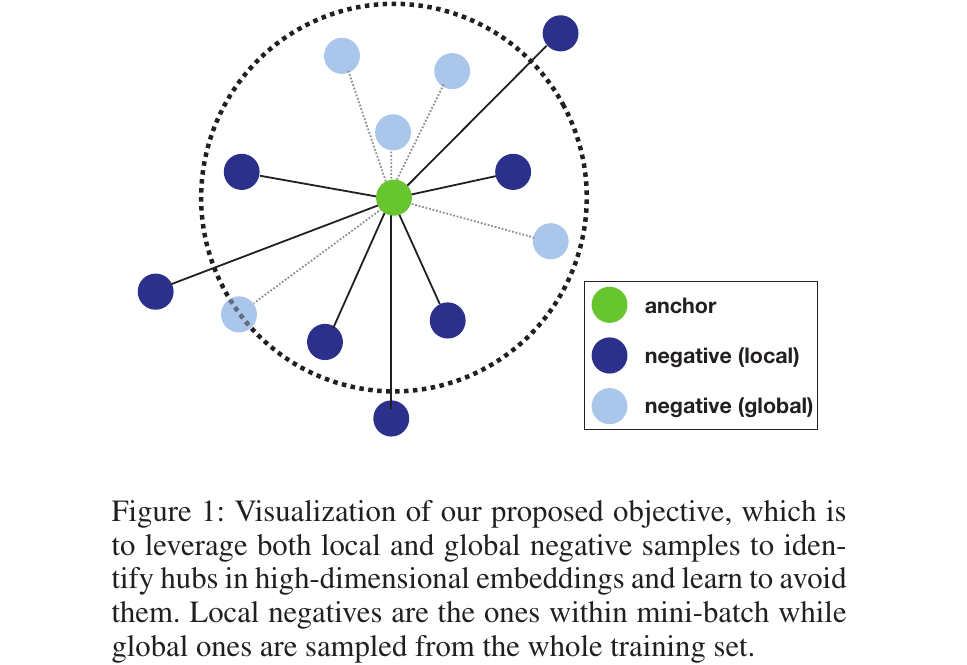 anchor
negative (local)
negative (global)
Figure 1: Visualization of our proposed objective, which is
to leverage both local and global negative samples to iden-
tify hubs in high-dimensional embeddings and learn to avoid
them. Local negatives are the ones within mini-batch while
global ones are sampled from the whole training set.